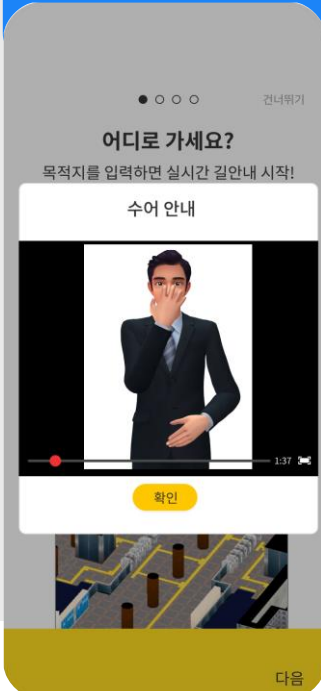 건너뛰기
어디로 가세요?
목적지를 입력하면 실시간 길안내 시작!
수어 안내
1:37
확인
다음